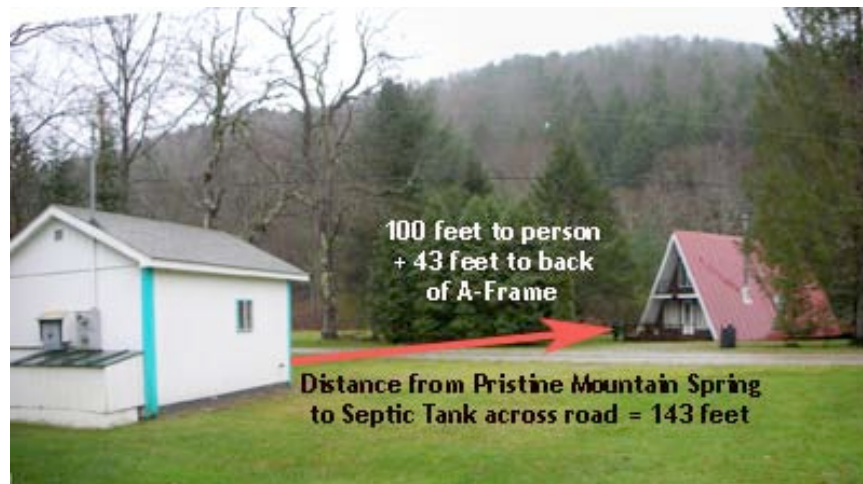 100 feet to person
+ 43 feet to back
of A-Frame
Distance from Pristine Mountain Spring
to Septic Tank across road = 143 feet